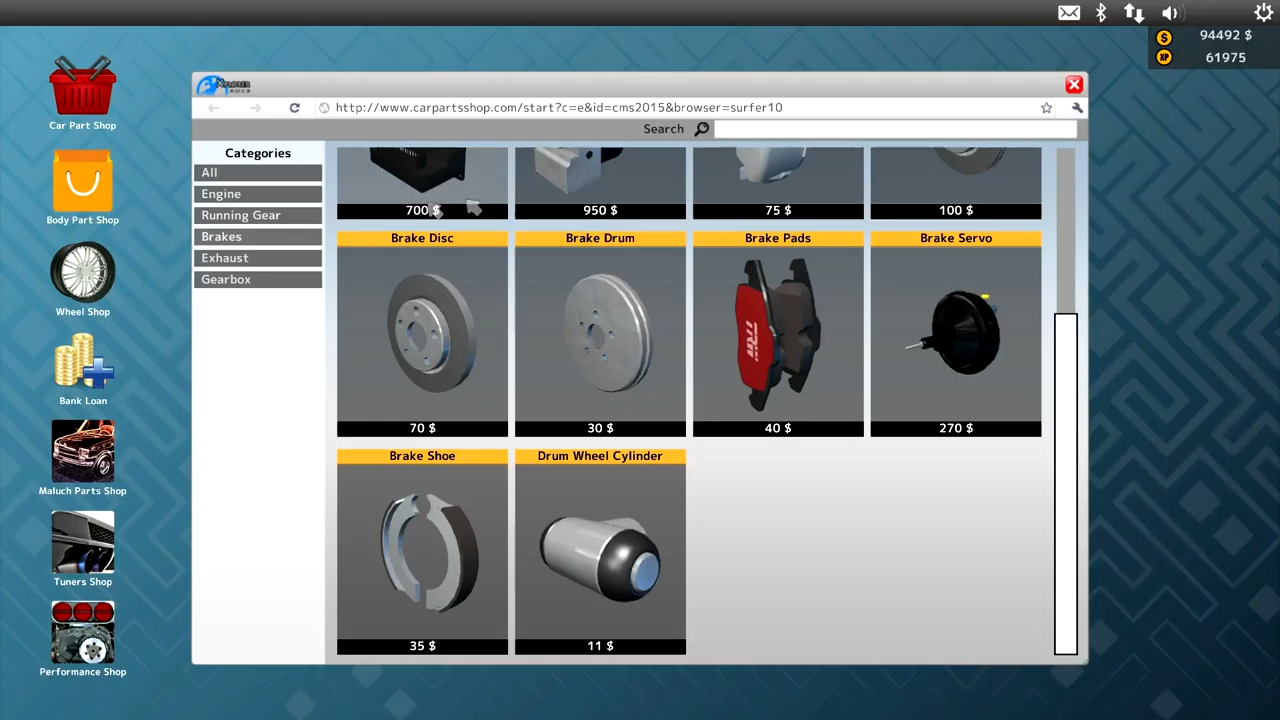 94492 $
61975
Car Part Shop
Body Part Shop
Wheel Shop
Bank Loan
Maluch Parts Shop
Tuners Shop
Performance Shop
http://www.carpartsshop.com/start?c=e&id=cms2015&browser=surfer10
Search
Categories
All
Engine
Running Gear
Brakes
Exhaust
Gearbox
700 $
950 $
75 $
100 $
Brake Disc
Brake Drum
Brake Pads
Brake Servo
TRW
70 $
30 $
40 $
270 $
Brake Shoe
Drum Wheel Cylinder
35 $
11 $